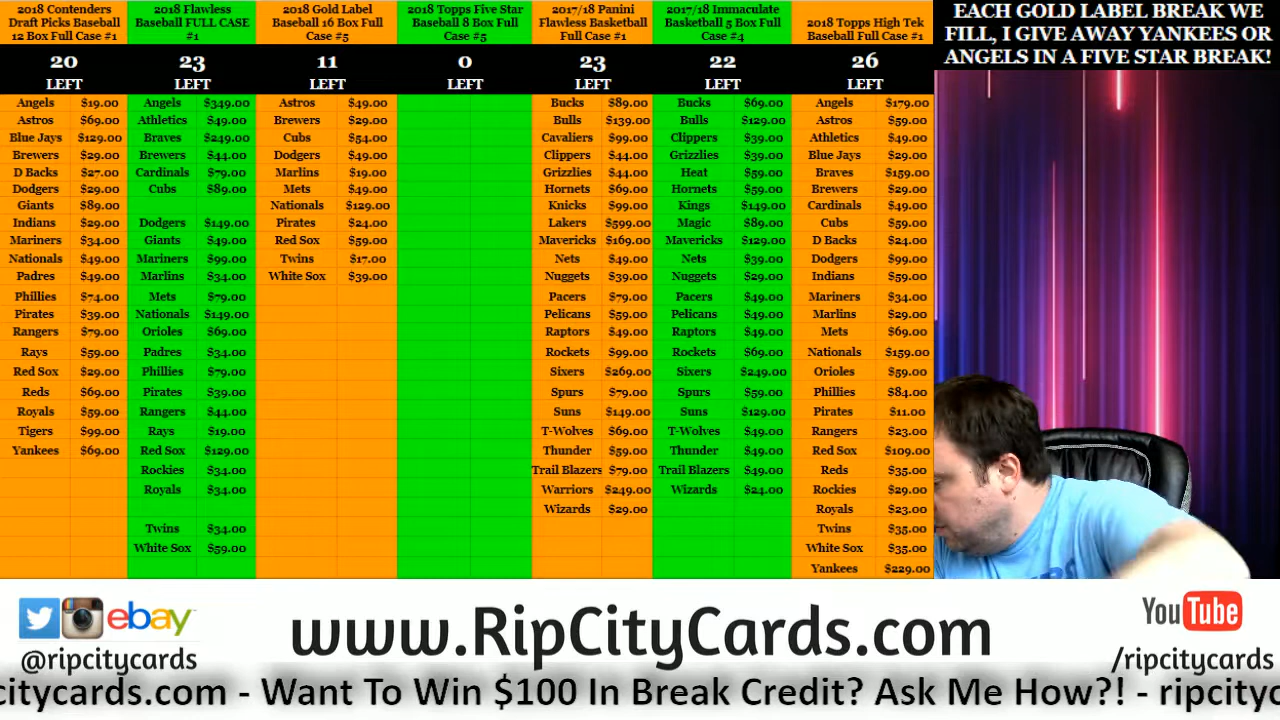 2018 Contenders
Draft Picks Baseball
12 Box Full Case #1
20
LEFT
Angels $19.00
Astros $69.00
Blue Jays $129.00
Brewers $29.00
D Backs $27.00
Dodgers $29.00
Giants $89.00
Indians $29.00
Mariners $34.00
Nationals $49.00
Padres $49.00
Phillies $74.00
Pirates $39.00
Rangers $79.00
Rays $59.00
Red Sox $29.00
Reds $69.00
Royals $59.00
Tigers $99.00
Yankees $69.00
2018 Flawless
Baseball FULL CASE
#1
23
LEFT
Angels $349.00
Athletics $49.00
Braves $249.00
Brewers $44.00
Cardinals $79.00
Cubs $89.00
Dodgers $149.00
Giants $49.00
Mariners $99.00
Marlins $34.00
Mets $79.00
Nationals $149.00
Orioles $69.00
Padres $34.00
Phillies $79.00
Pirates $39.00
Rangers $44.00
Rays $19.00
Red Sox $129.00
Rockies $34.00
Royals $34.00
Twins $34.00
White Sox $59.00
2018 Gold Label
Baseball 16 Box Full
Case #5
11
LEFT
Astros $49.00
Brewers $29.00
Cubs $54.00
Dodgers $49.00
Marlins $19.00
Mets $49.00
Nationals $129.00
Pirates $24.00
Red Sox $59.00
Twins $17.00
White Sox $39.00
2018 Topps Five Star
Baseball 8 Box Full
Case #5
0
LEFT
2017/18 Panini
Flawless Basketball
Full Case #1
23
LEFT
Bucks $89.00
Bulls $139.00
Cavaliers $99.00
Clippers $44.00
Grizzlies $44.00
Hornets $69.00
Knicks $99.00
Lakers $599.00
Mavericks $169.00
Nets $49.00
Nuggets $39.00
Pacers $79.00
Pelicans $59.00
Raptors $49.00
Rockets $99.00
Sixers $269.00
Spurs $79.00
Suns $149.00
T-Wolves $69.00
Thunder $59.00
Trail Blazers $79.00
Warriors $249.00
Wizards $29.00
2017/18 Immaculate
Basketball 5 Box Full
Case #4
22
LEFT
Bucks $69.00
Bulls $129.00
Clippers $39.00
Grizzlies $39.00
Heat $59.00
Hornets $59.00
Kings $149.00
Magic $89.00
Mavericks $129.00
Nets $39.00
Nuggets $29.00
Pacers $49.00
Pelicans $49.00
Raptors $49.00
Rockets $69.00
Sixers $249.00
Spurs $59.00
Suns $129.00
T-Wolves $49.00
Thunder $49.00
Trail Blazers $49.00
Wizards $24.00
2018 Topps High Tek
Baseball Full Case #1
26
LEFT
Angels $179.00
Astros $59.00
Athletics $49.00
Blue Jays $29.00
Braves $159.00
Brewers $29.00
Cardinals $49.00
Cubs $59.00
D Backs $24.00
Dodgers $99.00
Indians $59.00
Mariners $34.00
Marlins $29.00
Mets $69.00
Nationals $159.00
Orioles $59.00
Phillies $84.00
Pirates $11.00
Rangers $23.00
Red Sox $109.00
Reds $35.00
Rockies $29.00
Royals $23.00
Twins $35.00
White Sox $35.00
Yankees $229.00
EACH GOLD LABEL BREAK WE
FILL, I GIVE AWAY YANKEES OR
ANGELS IN A FIVE STAR BREAK!
ebay
@ripcitycards
www.RipCityCards.com
YouTube
/ripcitycards
citycards.com - Want To Win $100 In Break Credit? Ask Me How?! - ripcityc